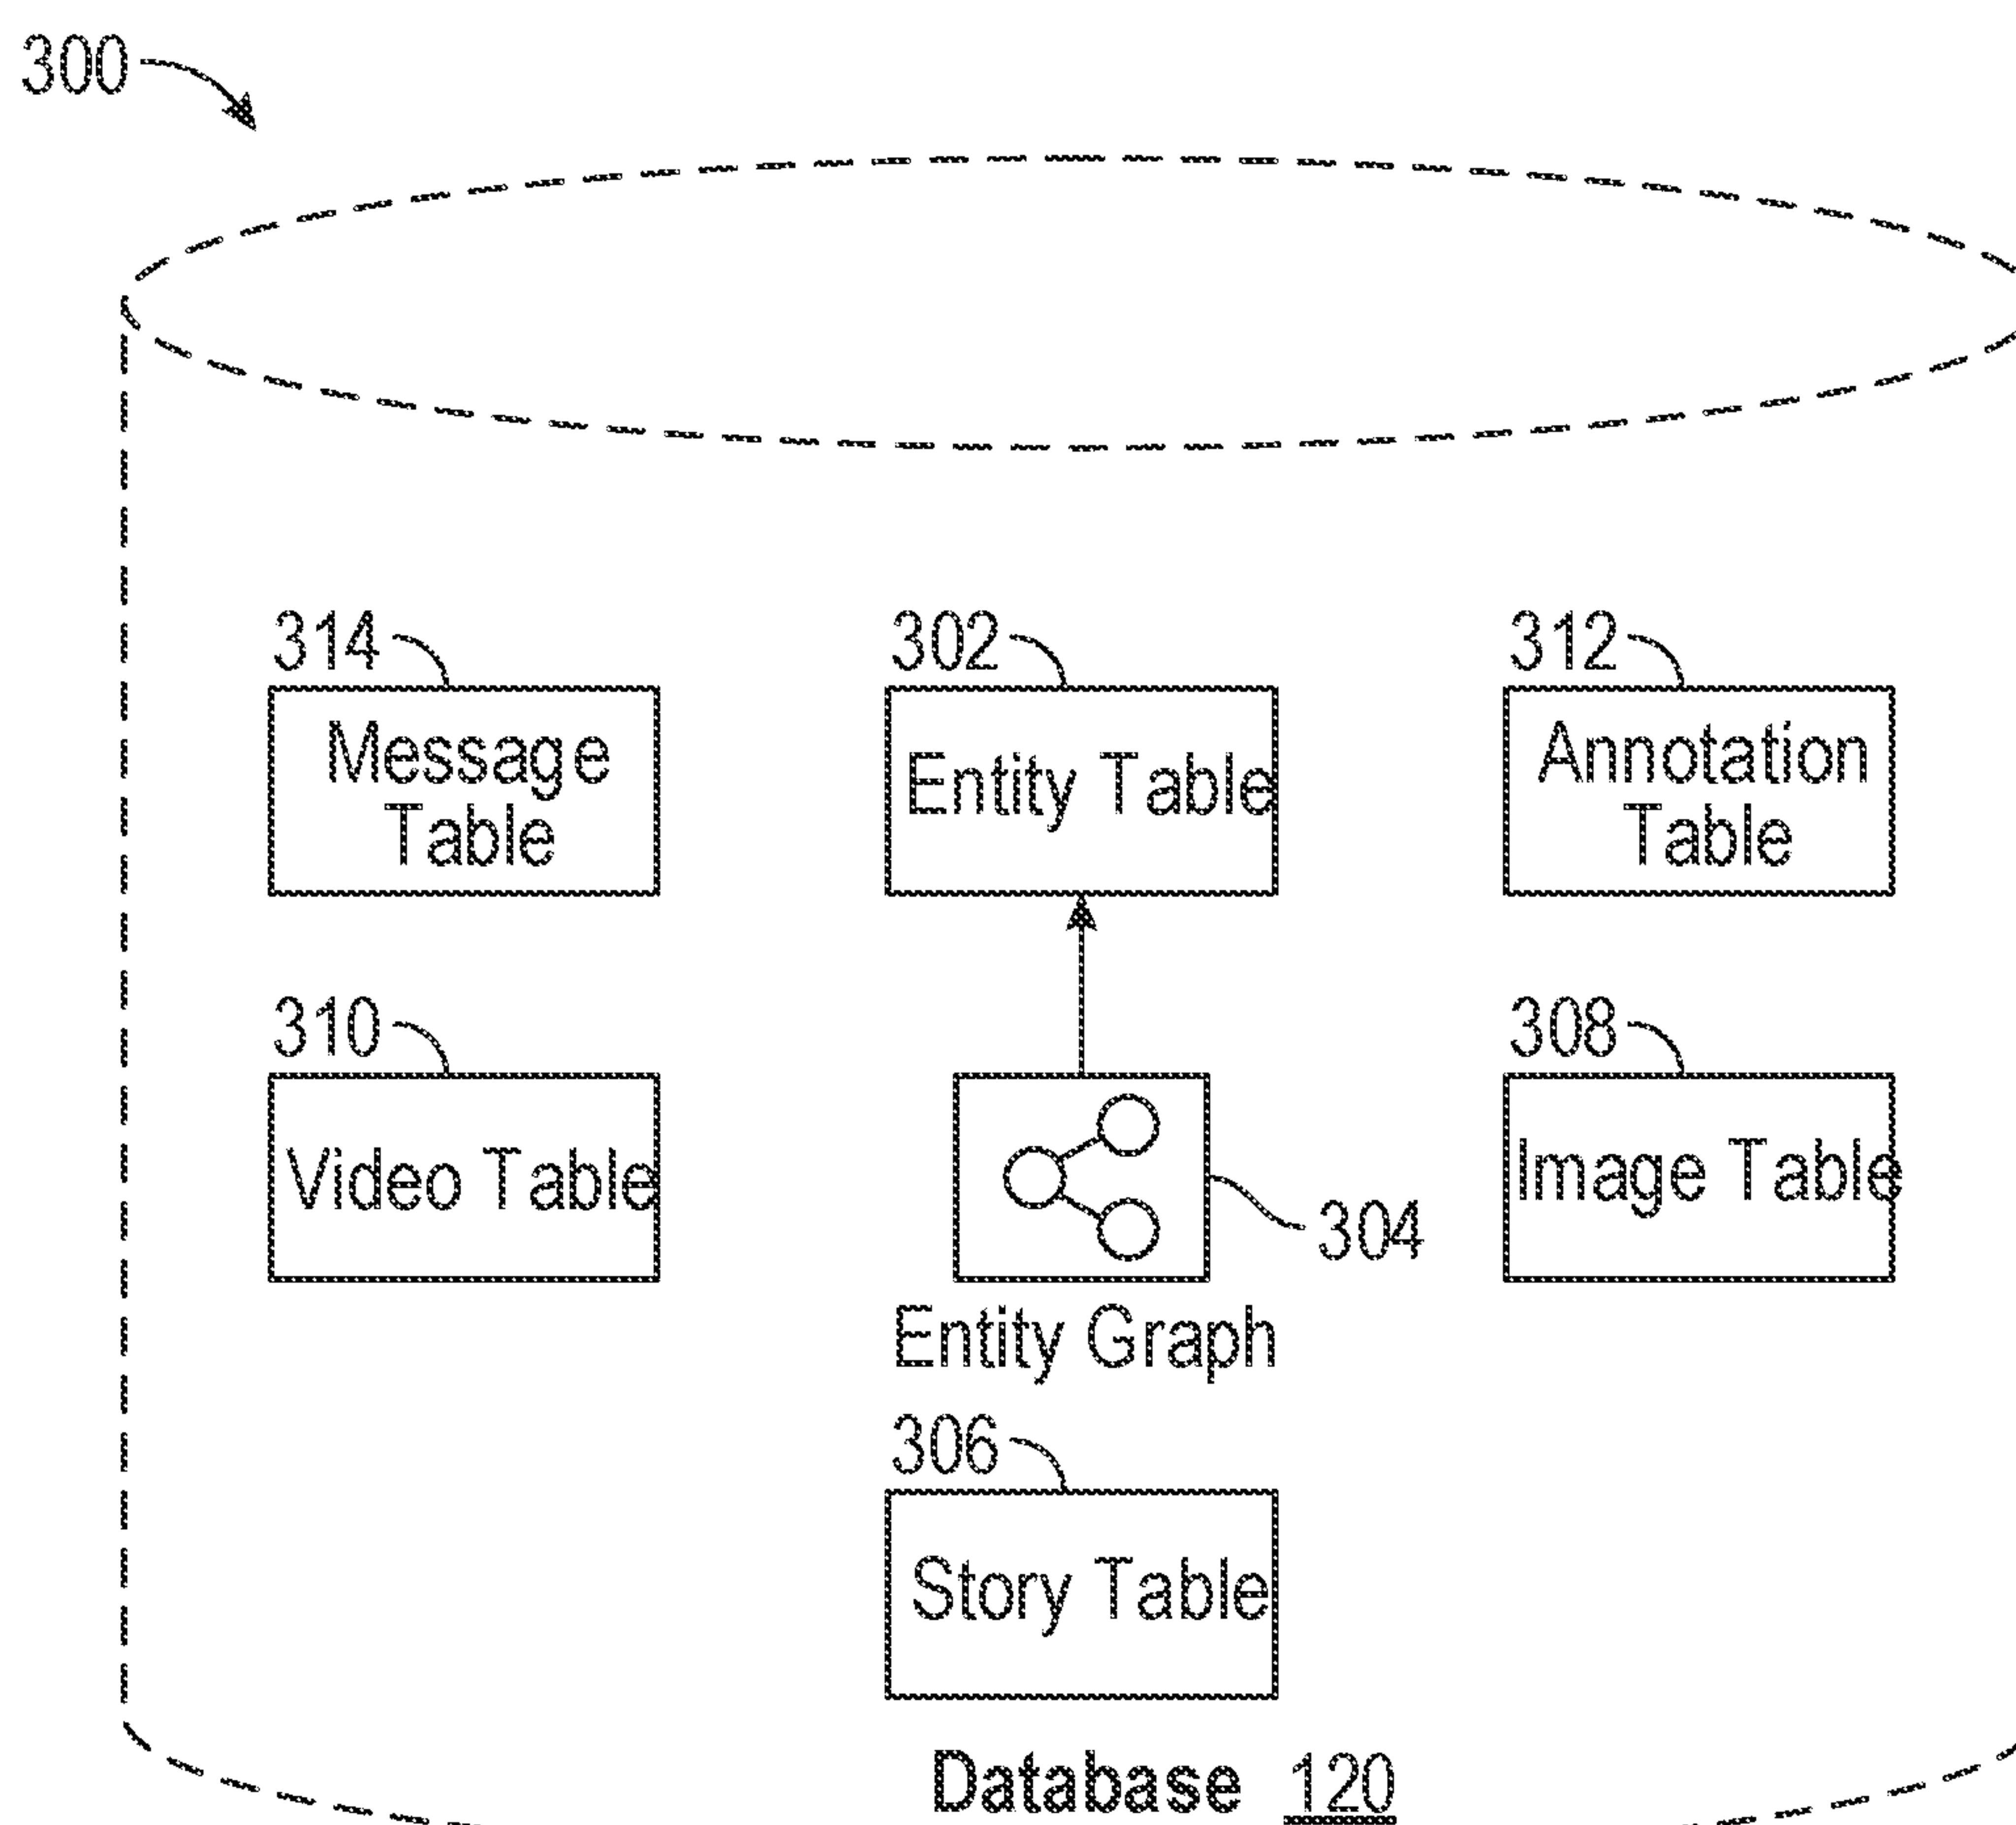 300
314
302
312
Message
Table
Entity Table
Annotation
Table
310
308
Video Table
Image Table
304
Entity Graph
306
Story Table
Database 120